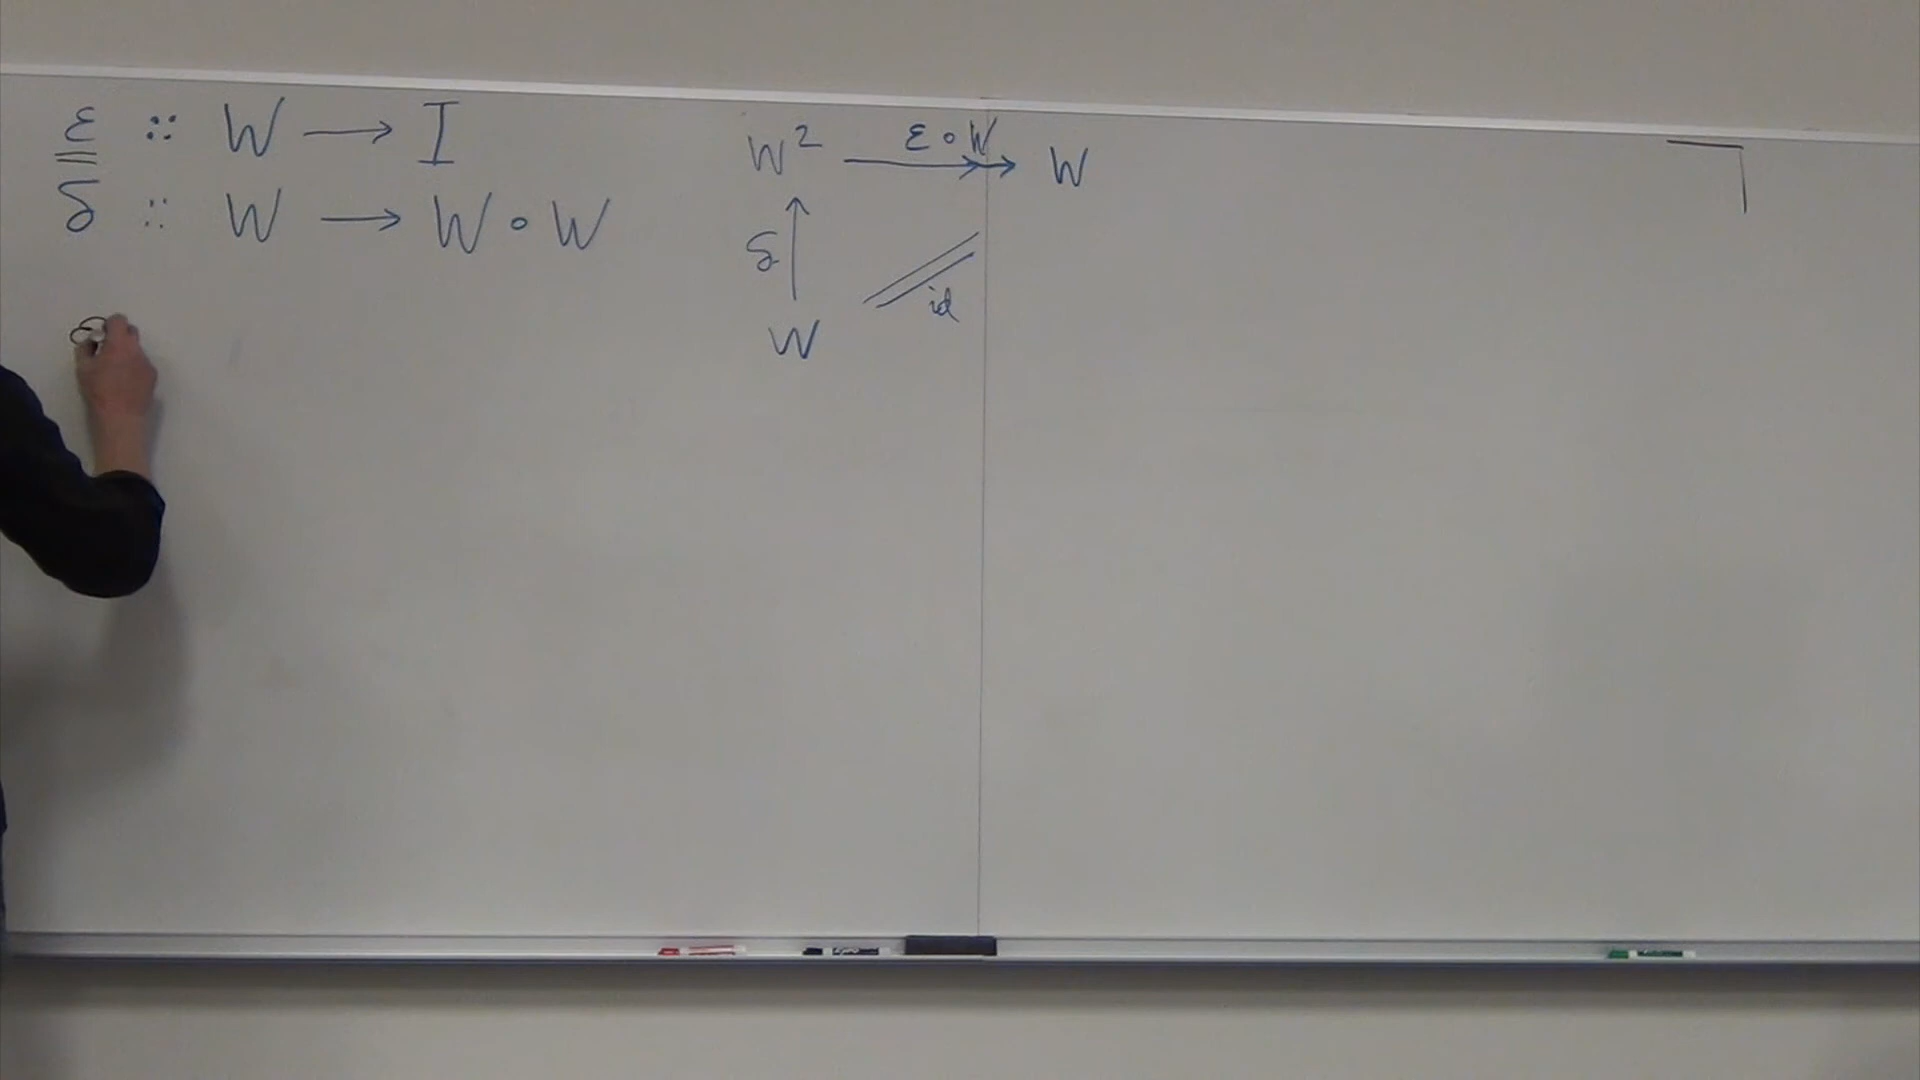 ε :: W → I
δ :: W → W ∘ W
W² → W
ε ∘ W
δ
id
W